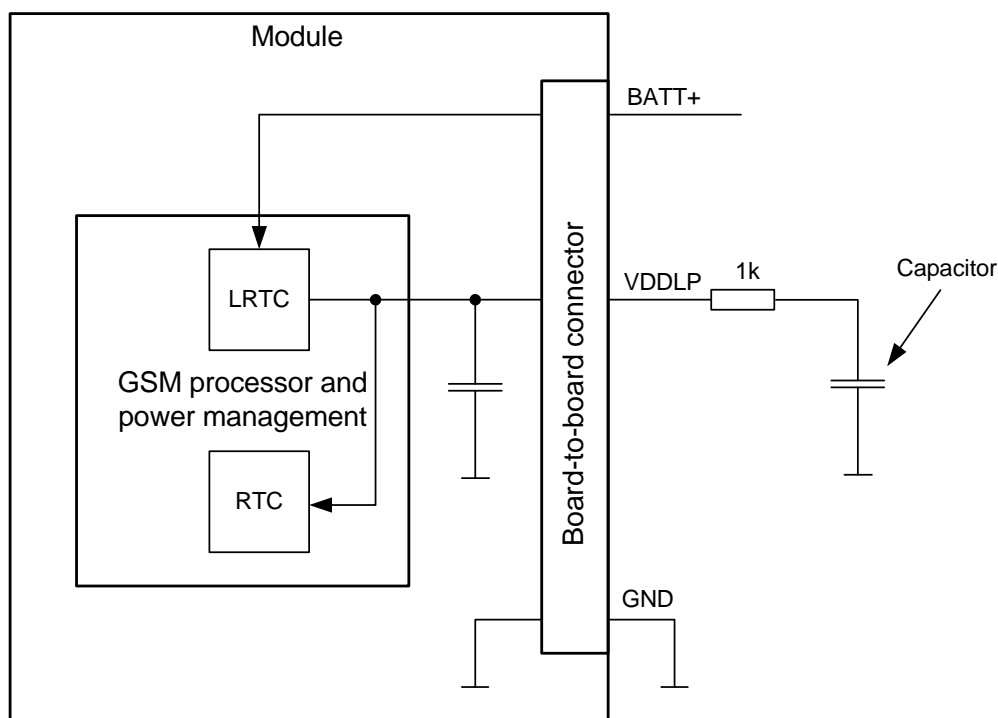 Module
BATT+
Board-to-board connector
LRTC
VDDLP
1k
Capacitor
GSM processor and
power management
RTC
GND